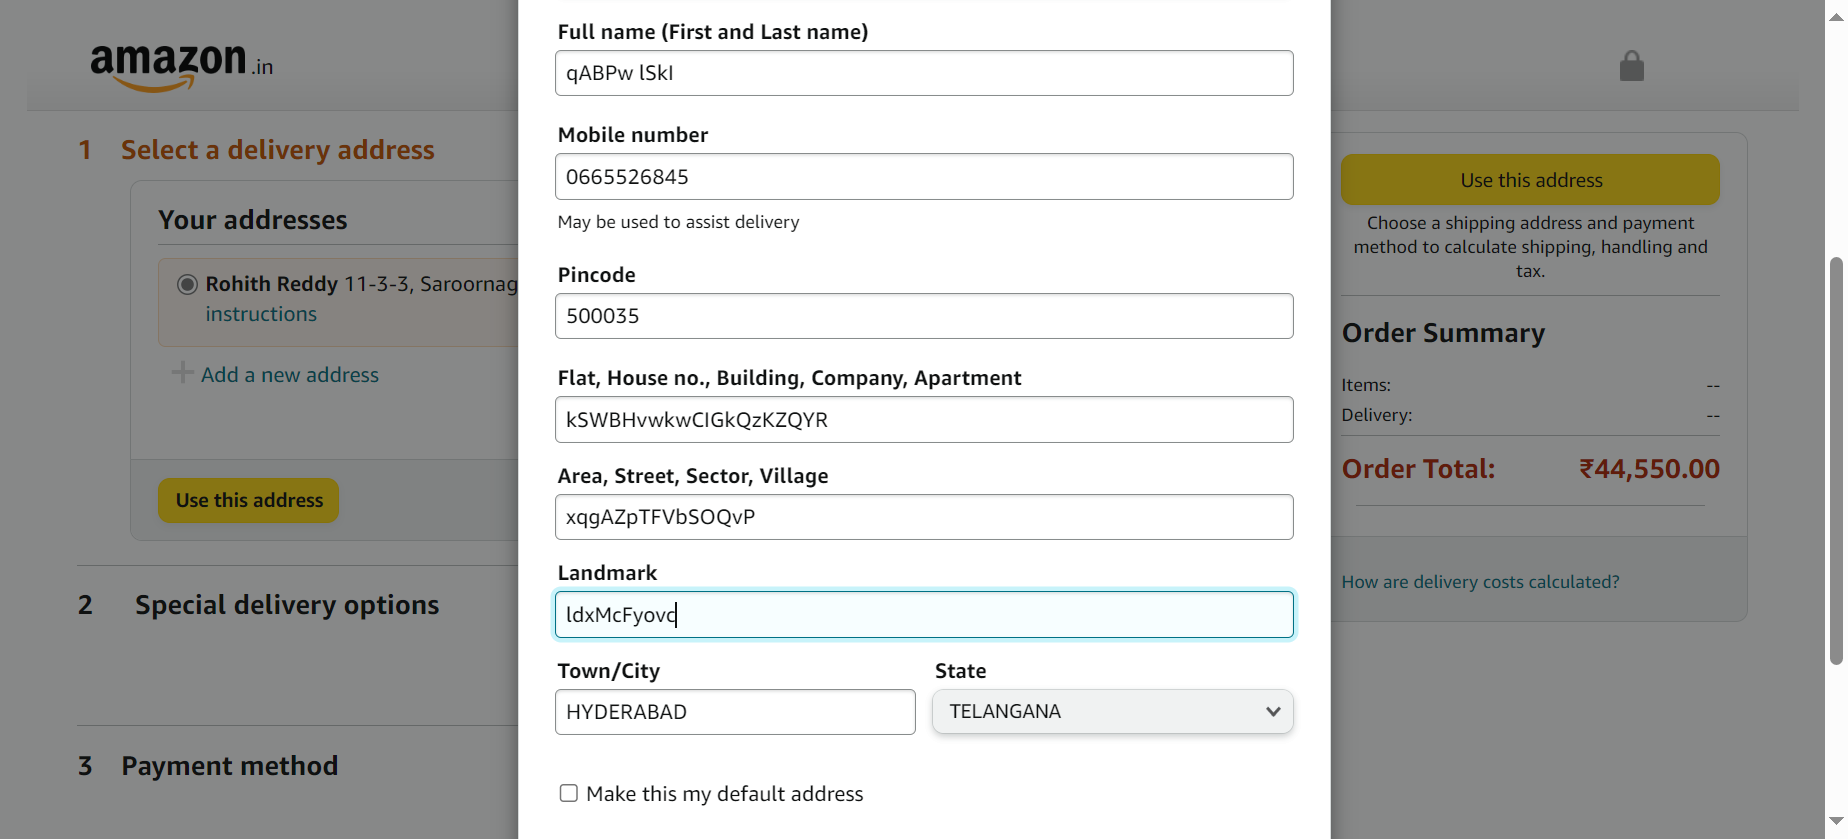 amazon.in
1 Select a delivery address
Your addresses
Rohith Reddy 11-3-3, Saroornag
instructions
Add a new address
Use this address
2 Special delivery options
3 Payment method
Full name (First and Last name)
qABPw lSkI
Mobile number
0665526845
May be used to assist delivery
Pincode
500035
Flat, House no., Building, Company, Apartment
kSWBHvwkwCIGkQzKZQYR
Area, Street, Sector, Village
xqgAZpTFVbSOQvP
Landmark
ldxMcFyovc
Town/City
HYDERABAD
State
TELANGANA
Make this my default address
Use this address
Choose a shipping address and payment
method to calculate shipping, handling and
tax.
Order Summary
Items: --
Delivery: --
Order Total: ₹44,550.00
How are delivery costs calculated?